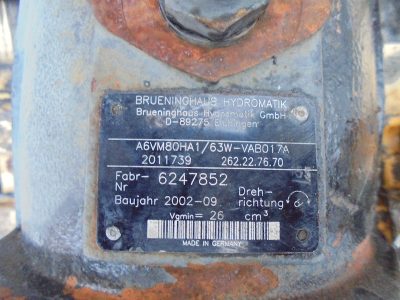 BRUENINGHAUS HYDROMATIK
Brueninghaus Hydromatik GmbH
D-89275 Elchingen
A6VM80HA1/63W-VAB017A
2011739 262.22.76.70
Fabr-
Nr 6247852
Dreh-
richtung
Baujahr 2002-09
Vgmin= 26 cm³
MADE IN GERMANY